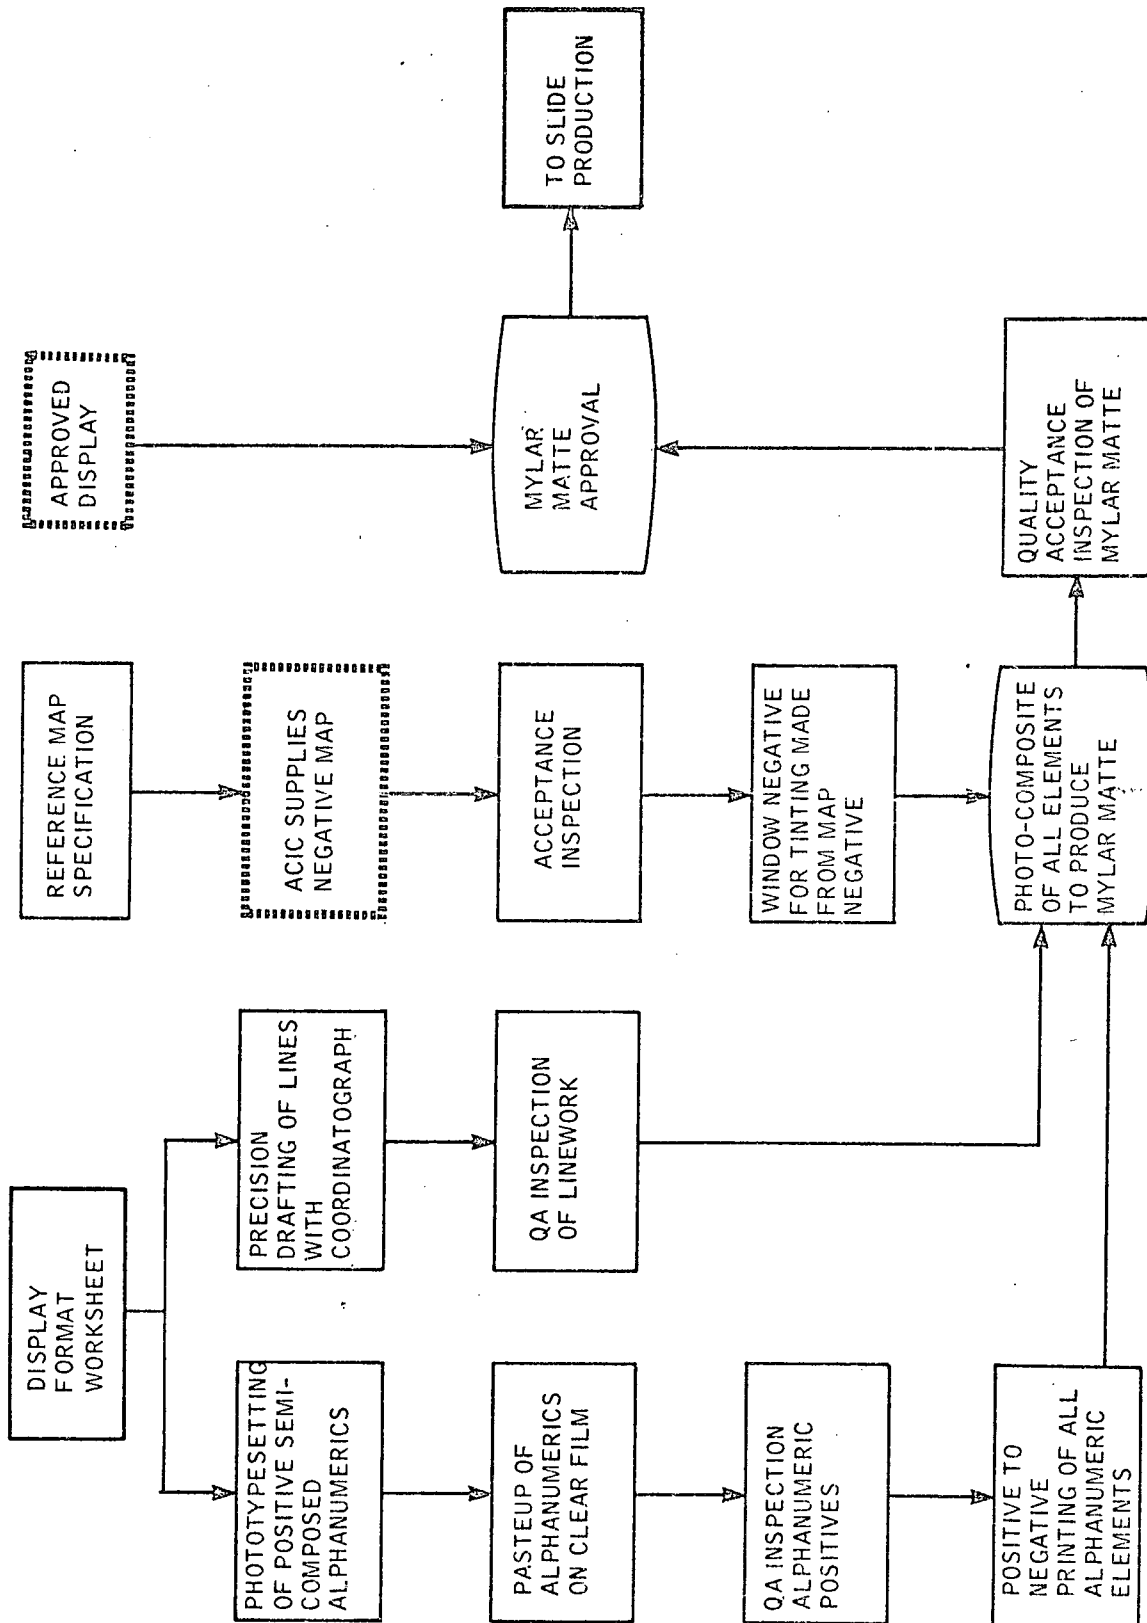 DISPLAY
FORMAT
WORKSHEET
PHOTOTYPESETTING
OF POSITIVE SEMI-
COMPOSED
ALPHANUMERICS
PASTEUP OF
ALPHANUMERICS
ON CLEAR FILM
QA INSPECTION
ALPHANUMERIC
POSITIVES
POSITIVE TO
NEGATIVE
PRINTING OF ALL
ALPHANUMERIC
ELEMENTS
PRECISION
DRAFTING OF LINES
WITH
COORDINATOGRAPH
QA INSPECTION
OF LINEWORK
REFERENCE MAP
SPECIFICATION
ACIC SUPPLIES
NEGATIVE MAP
ACCEPTANCE
INSPECTION
WINDOW NEGATIVE
FOR TINTING MADE
FROM MAP
NEGATIVE
PHOTO-COMPOSITE
OF ALL ELEMENTS
TO PRODUCE
MYLAR MATTE
APPROVED
DISPLAY
MYLAR
MATTE
APPROVAL
QUALITY
ACCEPTANCE
INSPECTION OF
MYLAR MATTE
TO SLIDE
PRODUCTION